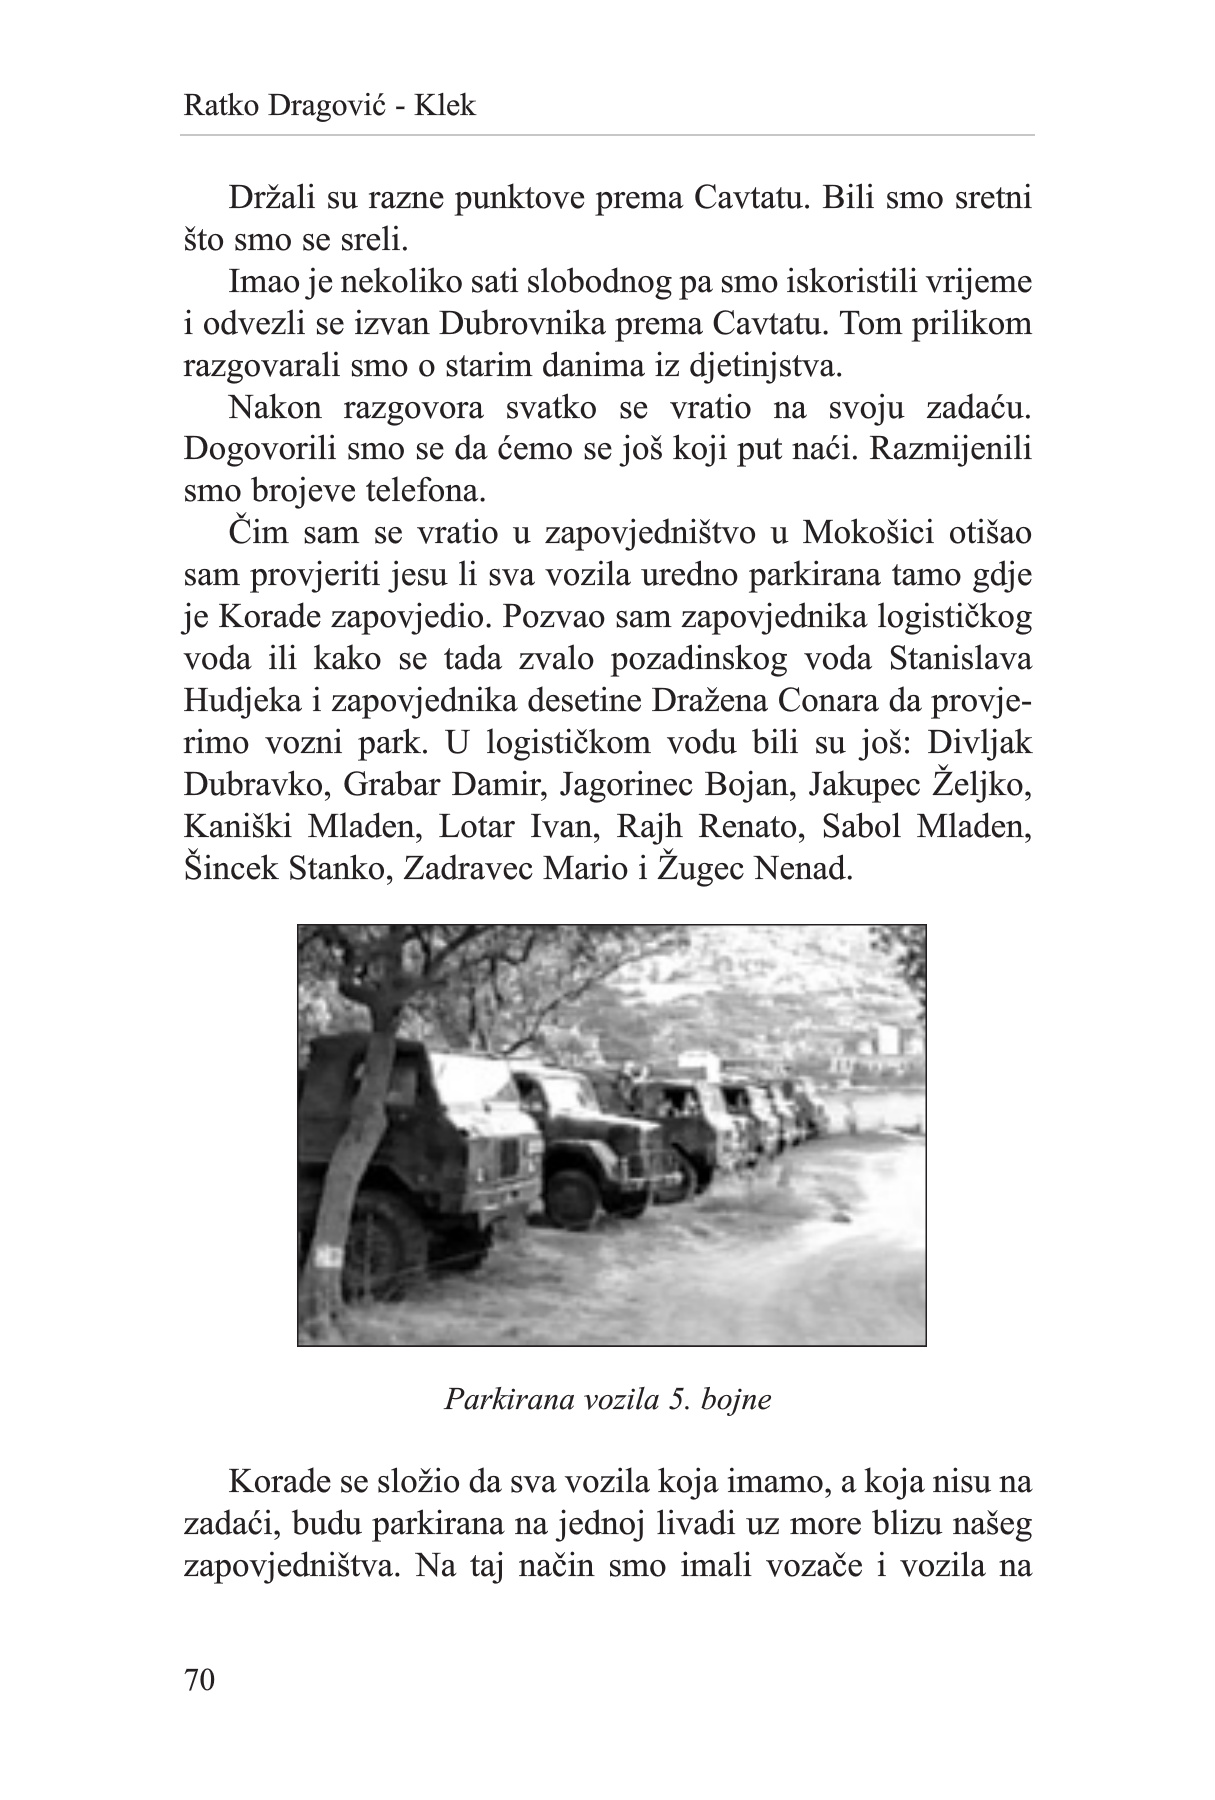 Ratko Dragović - Klek
Držali su razne punktove prema Cavtatu. Bili smo sretni
što smo se sreli.
Imao je nekoliko sati slobodnog pa smo iskoristili vrijeme
i odvezli se izvan Dubrovnika prema Cavtatu. Tom prilikom
razgovarali smo o starim danima iz djetinjstva.
Nakon razgovora svatko se vratio na svoju zadaću.
Dogovorili smo se da ćemo se još koji put naći. Razmijenili
smo brojeve telefona.
Čim sam se vratio u zapovjedništvo u Mokošici otišao
sam provjeriti jesu li sva vozila uredno parkirana tamo gdje
je Korade zapovjedio. Pozvao sam zapovjednika logističkog
voda ili kako se tada zvalo pozadinskog voda Stanislava
Hudjeka i zapovjednika desetine Dražena Conara da provje-
rimo vozni park. U logističkom vodu bili su još: Divljak
Dubravko, Grabar Damir, Jagorinec Bojan, Jakupec Željko,
Kaniški Mladen, Lotar Ivan, Rajh Renato, Sabol Mladen,
Šincek Stanko, Zadravec Mario i Žugec Nenad.
Parkirana vozila 5. bojne
Korade se složio da sva vozila koja imamo, a koja nisu na
zadaći, budu parkirana na jednoj livadi uz more blizu našeg
zapovjedništva. Na taj način smo imali vozače i vozila na
70